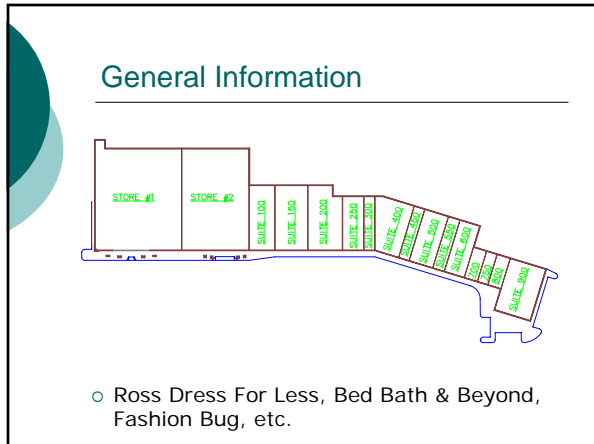 General Information
STORE #1
STORE #2
SUITE 100
SUITE 150
SUITE 200
SUITE 250
SUITE 300
SUITE 400
SUITE 450
SUITE 500
SUITE 550
SUITE 600
700
750
800
SUITE 900
Ross Dress For Less, Bed Bath & Beyond,
Fashion Bug, etc.